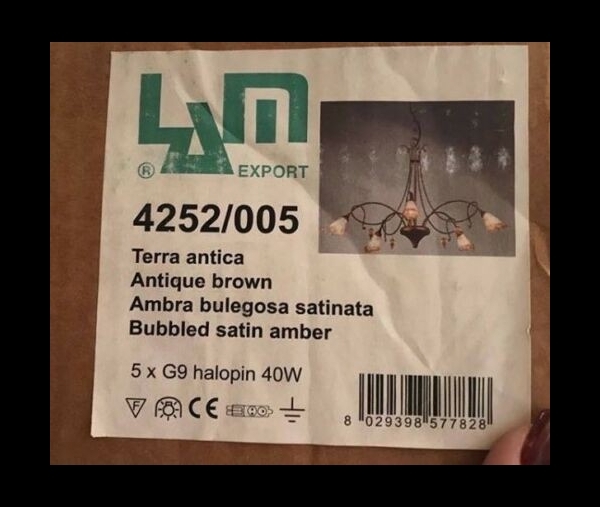 LAM
® EXPORT
4252/005
Terra antica
Antique brown
Ambra bulegosa satinata
Bubbled satin amber
5 x G9 halopin 40W
F CE
8 029398 577828